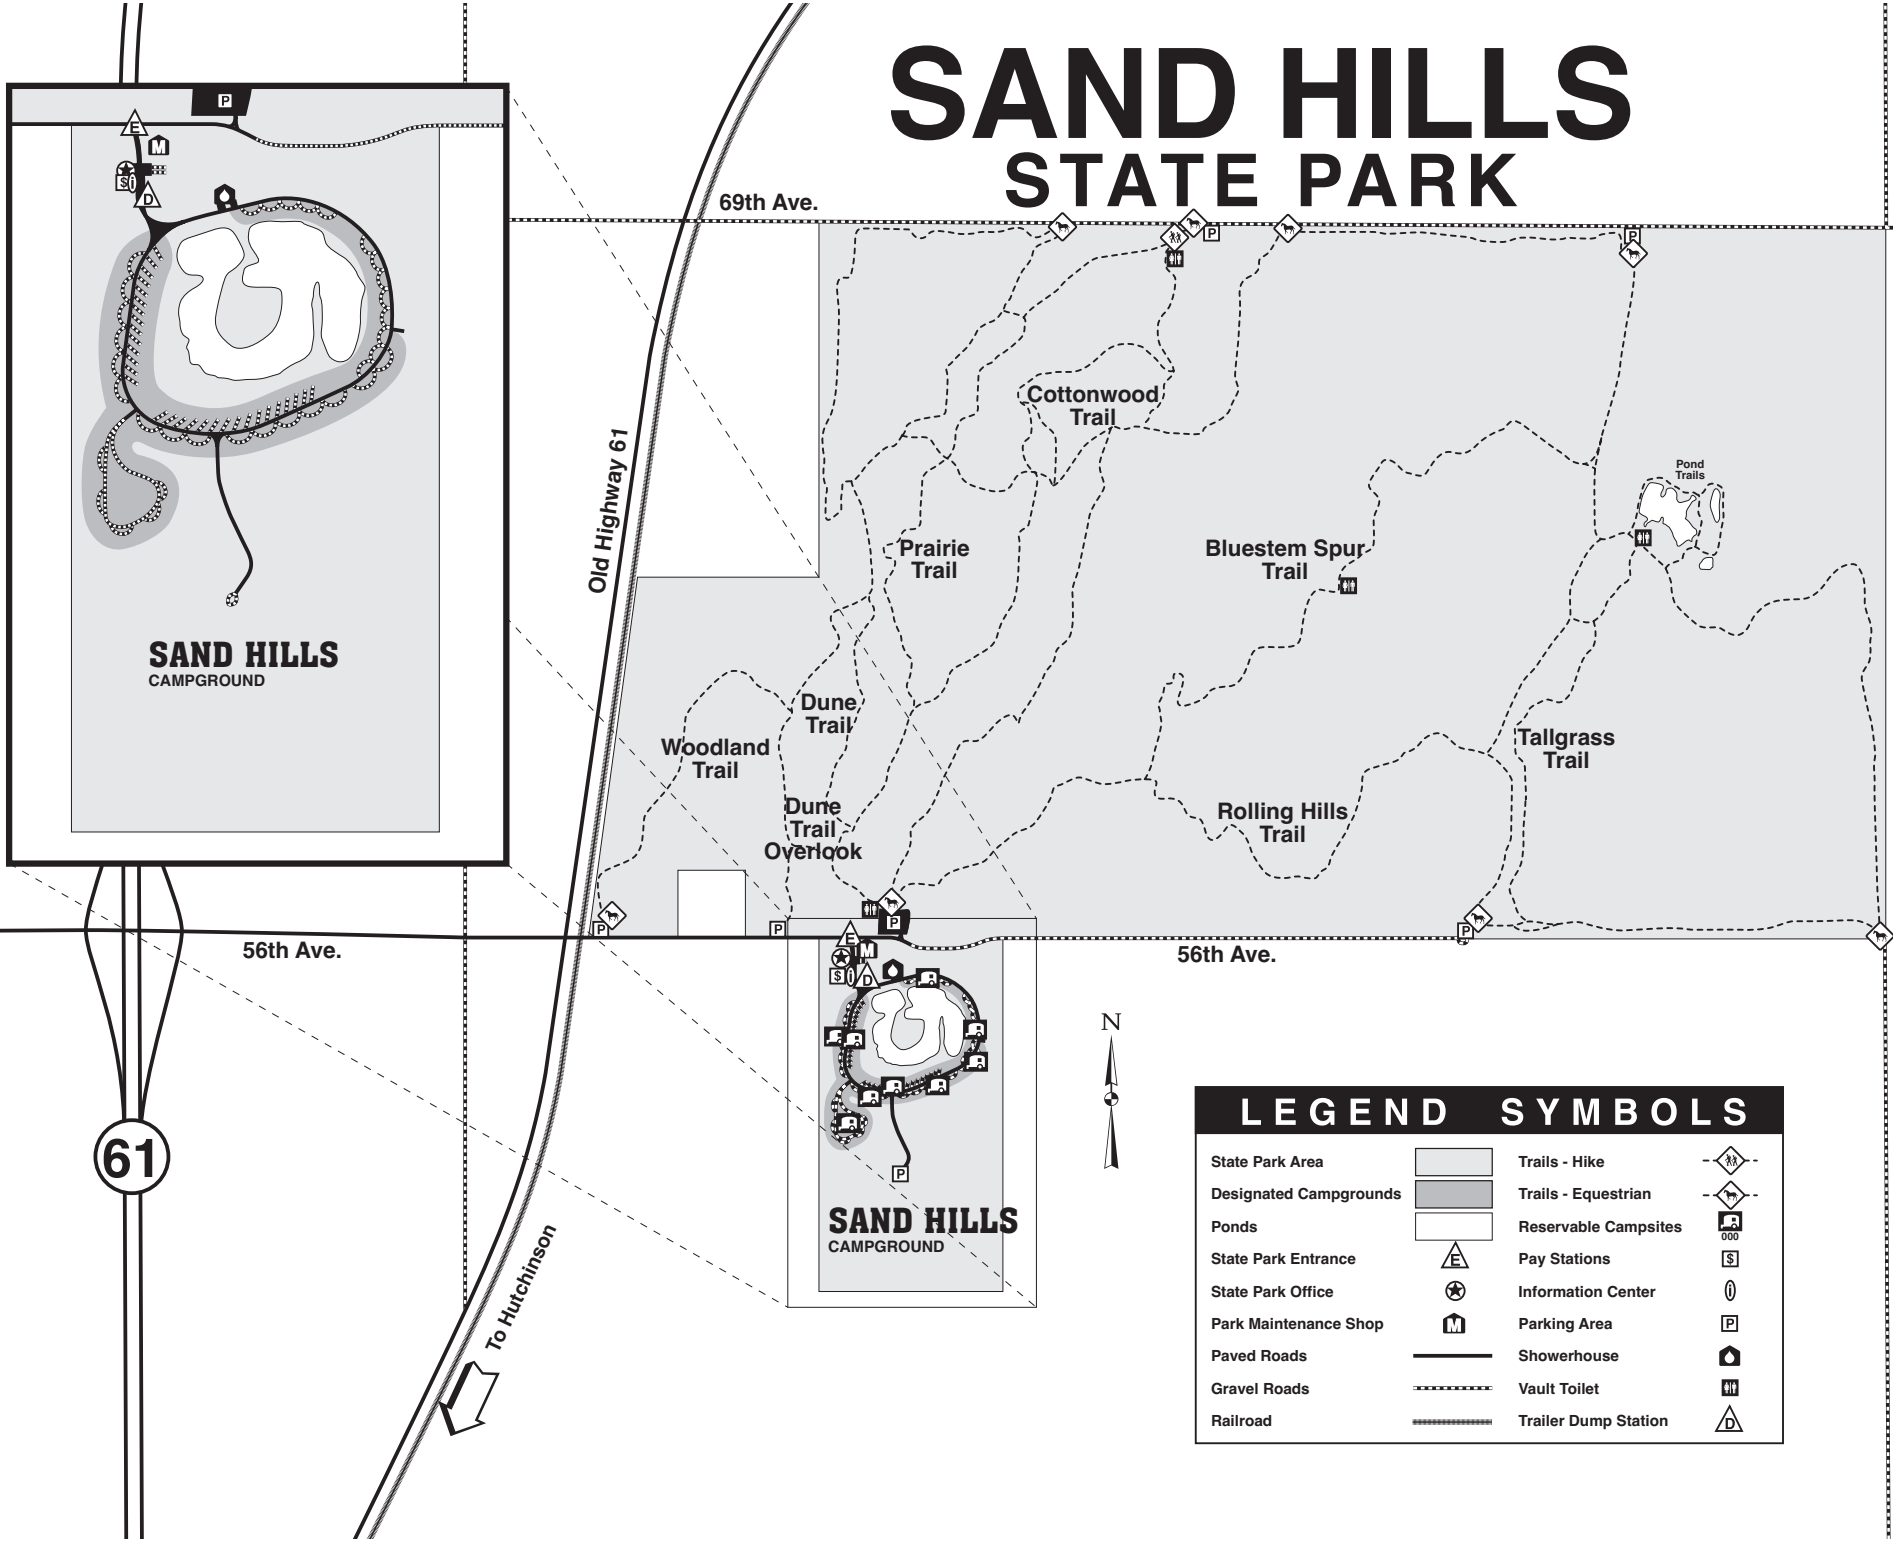 SAND HILLS
STATE PARK
P
E
M
$ i
D
SAND HILLS
CAMPGROUND
69th Ave.
P
P
Cottonwood
Trail
Old Highway 61
Pond
Trails
Prairie
Trail
Bluestem Spur
Trail
Dune
Trail
Woodland
Trail
Tallgrass
Trail
Dune
Trail
Overlook
Rolling Hills
Trail
P
P
P
P
56th Ave.
56th Ave.
E
M
$ i
D
P
SAND HILLS
CAMPGROUND
N
61
To Hutchinson
LEGEND SYMBOLS
State Park Area
Designated Campgrounds
Ponds
State Park Entrance E
State Park Office
Park Maintenance Shop M
Paved Roads
Gravel Roads
Railroad
Trails - Hike
Trails - Equestrian
Reservable Campsites
000
Pay Stations $
Information Center i
Parking Area P
Showerhouse
Vault Toilet
Trailer Dump Station D